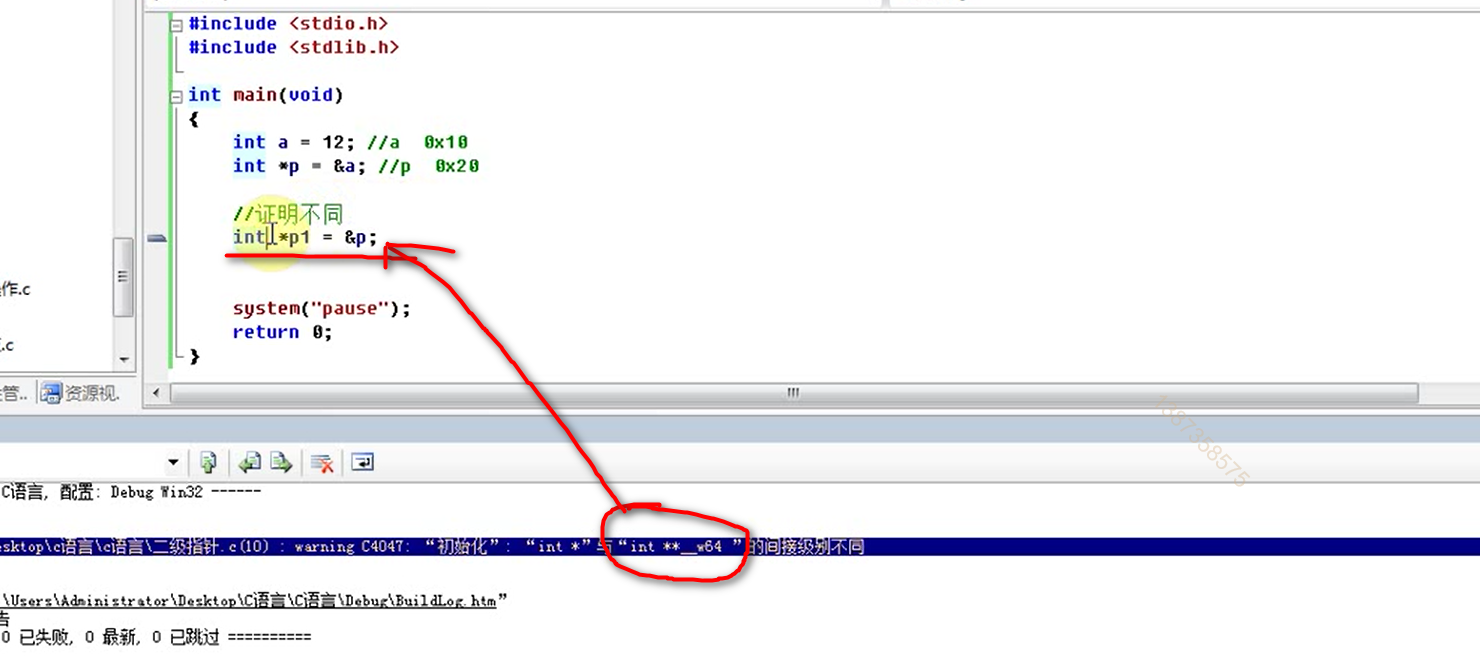 #include <stdio.h>
#include <stdlib.h>
int main(void)
{
int a = 12; //a 0x10
int *p = &a; //p 0x20
//证明不同
int *p1 = &p;
作.c
system("pause");
return 0;
.c
}
管.. 资源视.
C语言, 配置: Debug Win32 ------
esktop\c语言\c语言\二级指针.c(10) : warning C4047: “初始化”: “int *”与“int **__w64 ”的间接级别不同
\Users\Administrator\Desktop\C语言\C语言\Debug\BuildLog.htm”
告
0 已失败, 0 最新, 0 已跳过 ==========